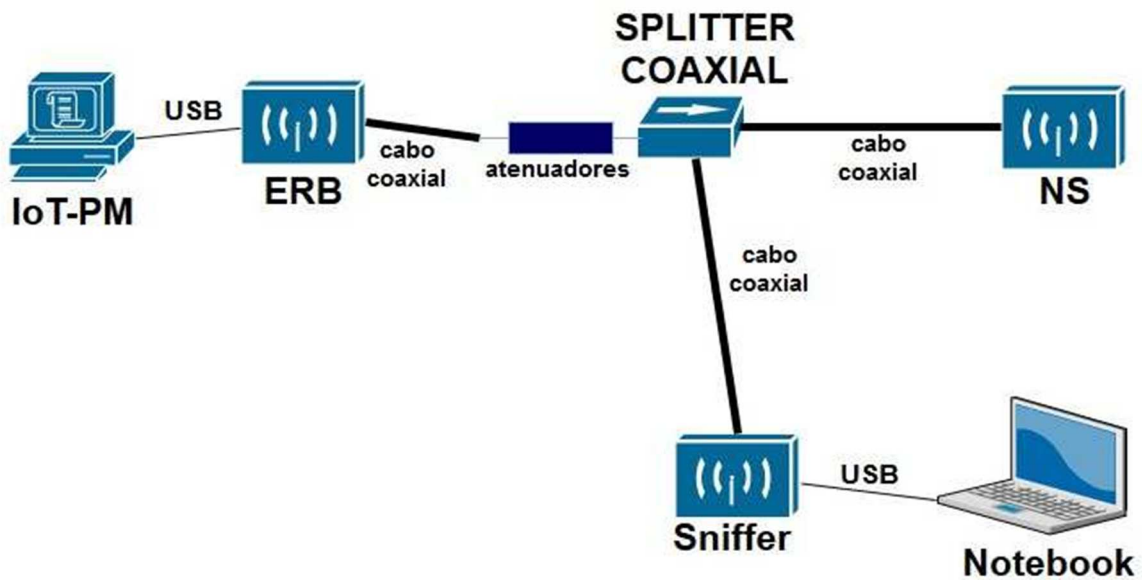 SPLITTER
COAXIAL
USB
cabo
coaxial
atenuadores
cabo
coaxial
IoT-PM
ERB
NS
cabo
coaxial
USB
Sniffer
Notebook